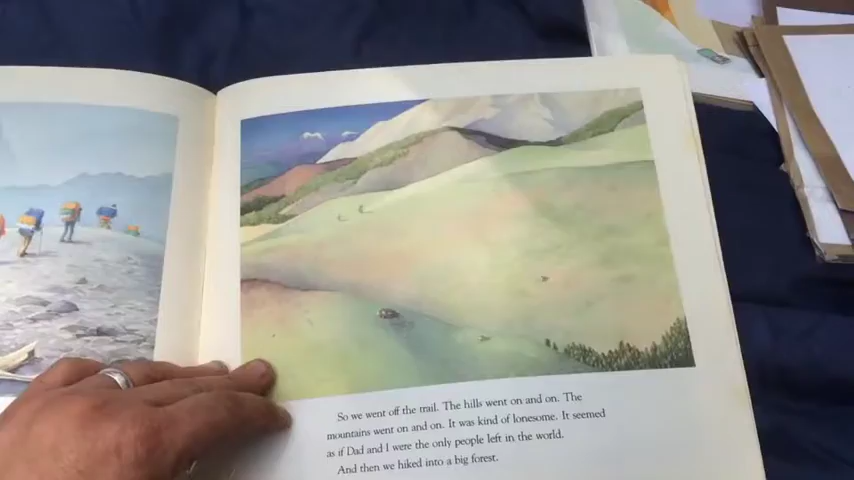 So we went off the trail. The hills went on and on. The
mountains went on and on. It was kind of lonesome. It seemed
as if Dad and I were the only people left in the world.
And then we hiked into a big forest.